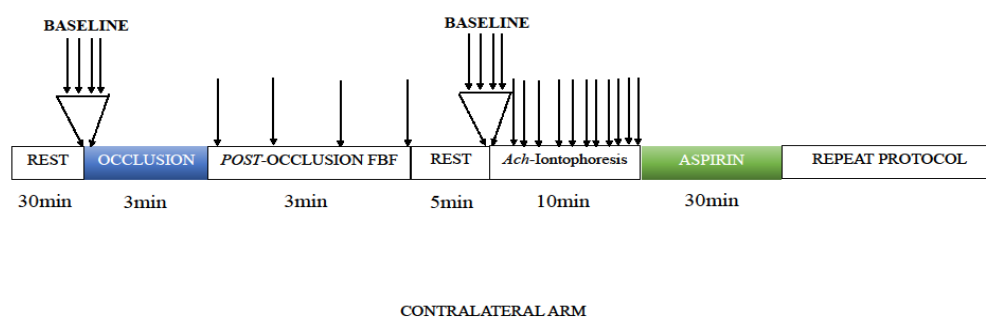 BASELINE BASELINE
REST OCCLUSION POST-OCCLUSION FBF REST Ach-Iontophoresis ASPIRIN REPEAT PROTOCOL
30min 3min 3min 5min 10min 30min
CONTRALATERAL ARM